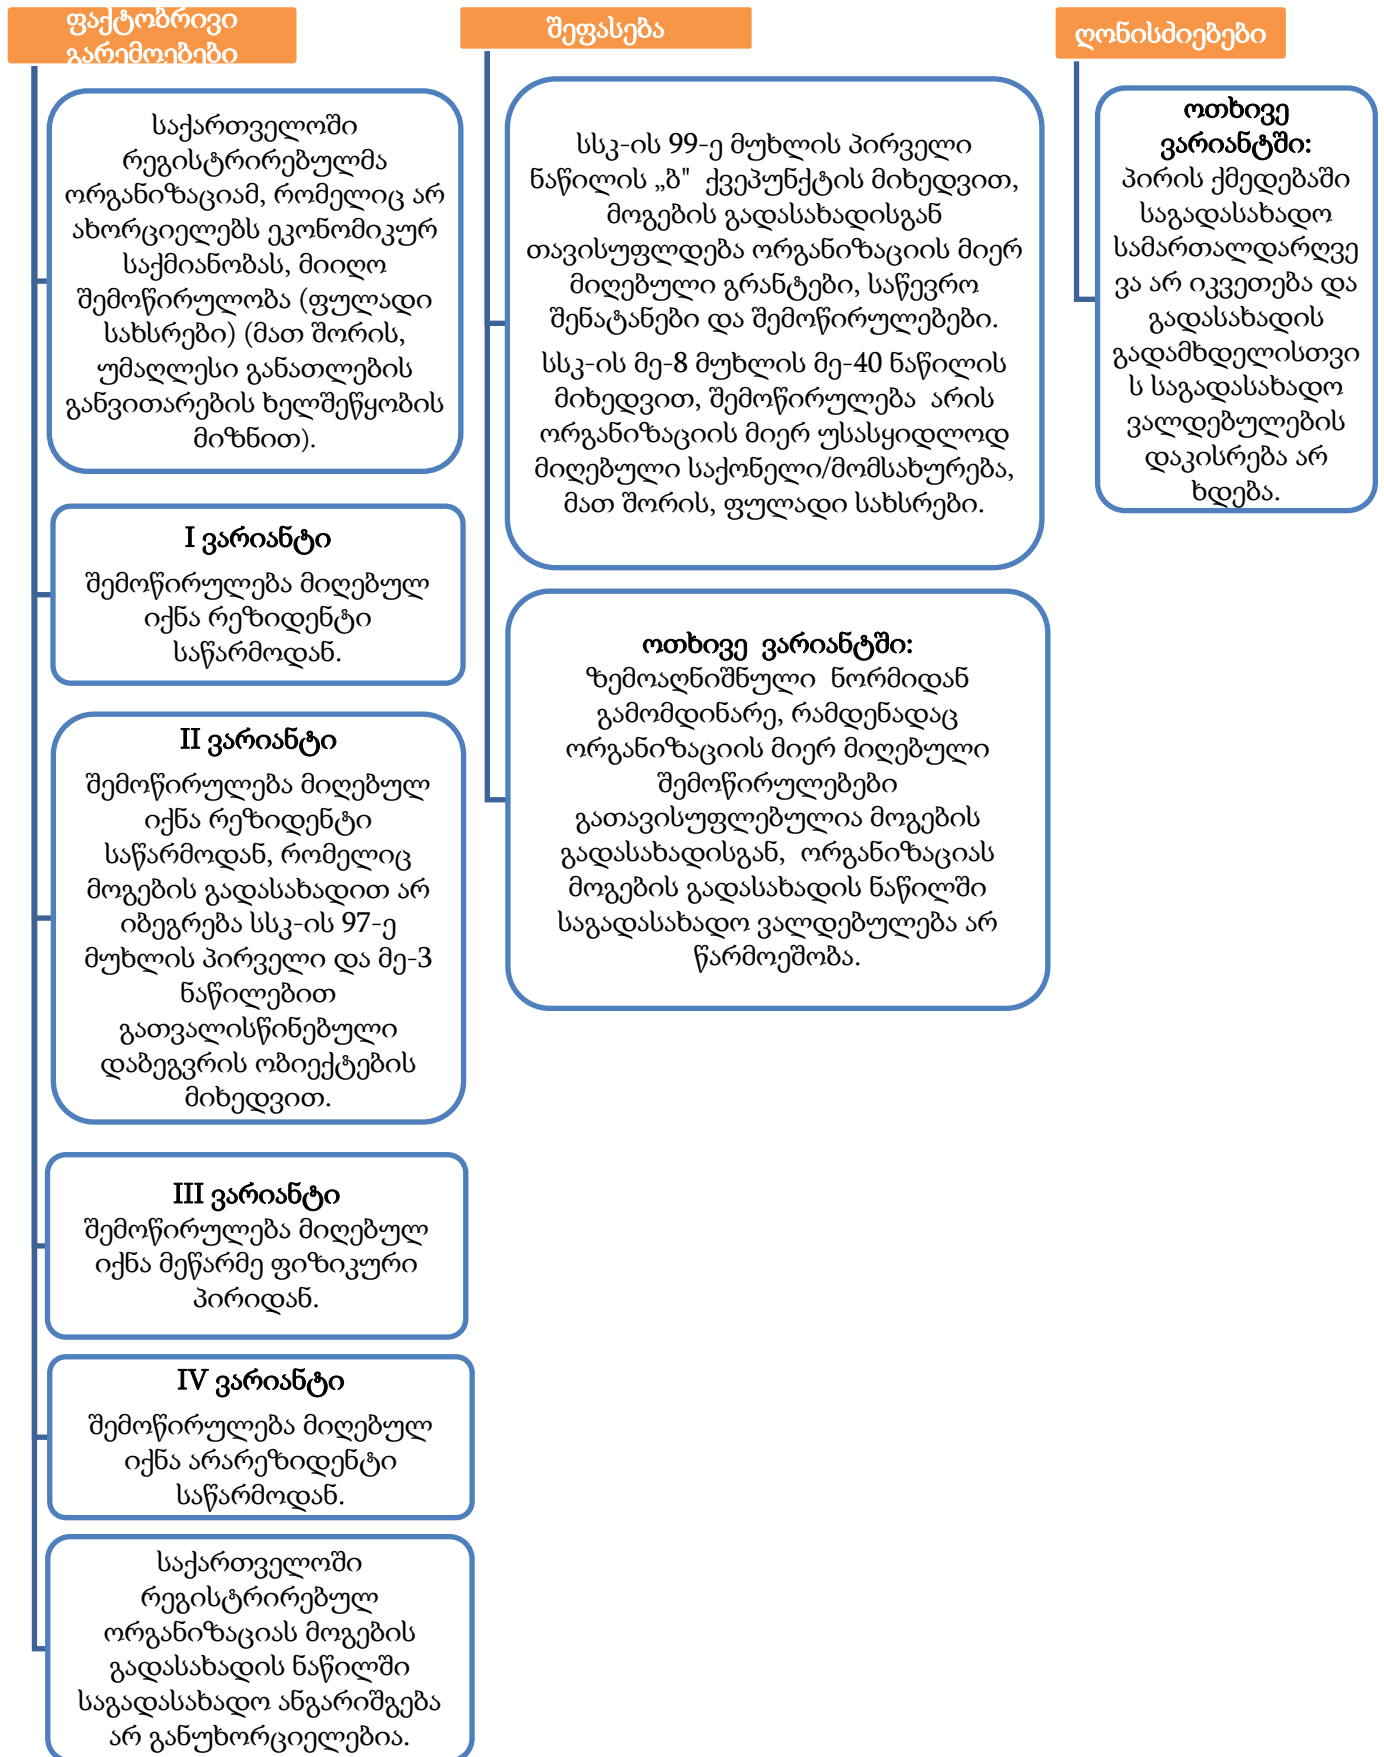 ფაქტობრივი
გარემოებები
საქართველოში
რეგისტრირებულმა
ორგანიზაციამ, რომელიც არ
ახორციელებს ეკონომიკურ
საქმიანობას, მიიღო
შემოწირულობა (ფულადი
სახსრები) (მათ შორის,
უმაღლესი განათლების
განვითარების ხელშეწყობის
მიზნით).
I ვარიანტი
შემოწირულება მიღებულ
იქნა რეზიდენტი
საწარმოდან.
II ვარიანტი
შემოწირულება მიღებულ
იქნა რეზიდენტი
საწარმოდან, რომელიც
მოგების გადასახადით არ
იბეგრება სსკ-ის 97-ე
მუხლის პირველი და მე-3
ნაწილებით
გათვალისწინებული
დაბეგვრის ობიექტების
მიხედვით.
III ვარიანტი
შემოწირულება მიღებულ
იქნა მეწარმე ფიზიკური
პირიდან.
IV ვარიანტი
შემოწირულება მიღებულ
იქნა არარეზიდენტი
საწარმოდან.
საქართველოში
რეგისტრირებულ
ორგანიზაციას მოგების
გადასახადის ნაწილში
საგადასახადო ანგარიშგება
არ განუხორციელებია.
შეფასება
სსკ-ის 99-ე მუხლის პირველი
ნაწილის „ბ" ქვეპუნქტის მიხედვით,
მოგების გადასახადისგან
თავისუფლდება ორგანიზაციის მიერ
მიღებული გრანტები, საწევრო
შენატანები და შემოწირულებები.
სსკ-ის მე-8 მუხლის მე-40 ნაწილის
მიხედვით, შემოწირულება არის
ორგანიზაციის მიერ უსასყიდლოდ
მიღებული საქონელი/მომსახურება,
მათ შორის, ფულადი სახსრები.
ოთხივე ვარიანტში:
ზემოაღნიშნული ნორმიდან
გამომდინარე, რამდენადაც
ორგანიზაციის მიერ მიღებული
შემოწირულებები
გათავისუფლებულია მოგების
გადასახადისგან, ორგანიზაციას
მოგების გადასახადის ნაწილში
საგადასახადო ვალდებულება არ
წარმოეშობა.
ღონისძიებები
ოთხივე
ვარიანტში:
პირის ქმედებაში
საგადასახადო
სამართალდარღვე
ვა არ იკვეთება და
გადასახადის
გადამხდელისთვი
ს საგადასახადო
ვალდებულების
დაკისრება არ
ხდება.